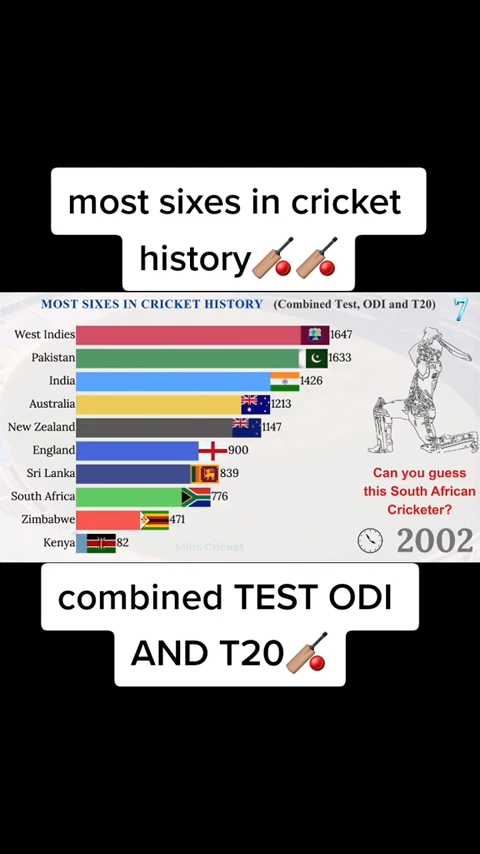 most sixes in cricket
history
MOST SIXES IN CRICKET HISTORY (Combined Test, ODI and T20) 7
West Indies 1647
Pakistan 1633
India 1426
Australia 1213
New Zealand 1147
England 900
Sri Lanka 839
South Africa 776
Zimbabwe 471
Kenya 82
Mins Cricket
Can you guess
this South African
Cricketer?
2002
combined TEST ODI
AND T20